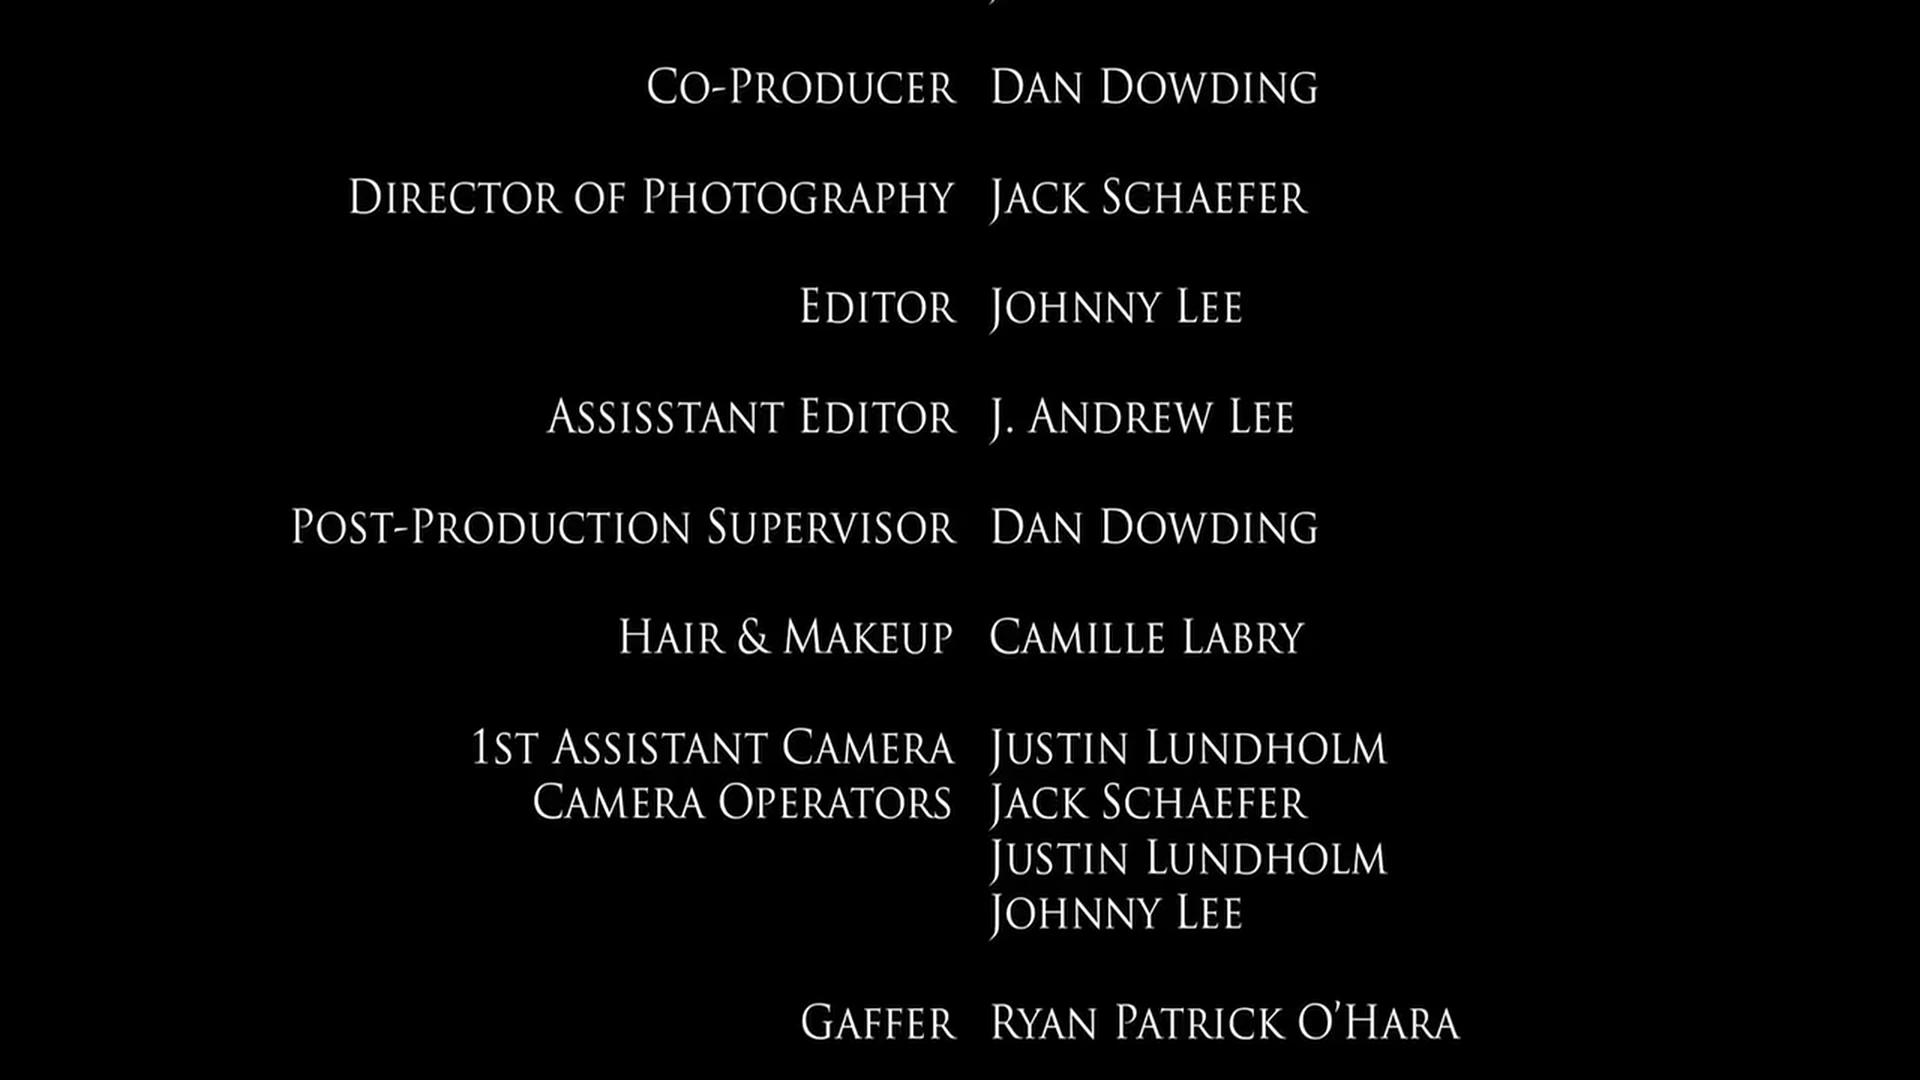 Co-Producer Dan Dowding
Director of Photography Jack Schaefer
Editor Johnny Lee
Assisstant Editor J. Andrew Lee
Post-Production Supervisor Dan Dowding
Hair & Makeup Camille Labry
1st Assistant Camera Justin Lundholm
Camera Operators Jack Schaefer
Justin Lundholm
Johnny Lee
Gaffer Ryan Patrick O’Hara